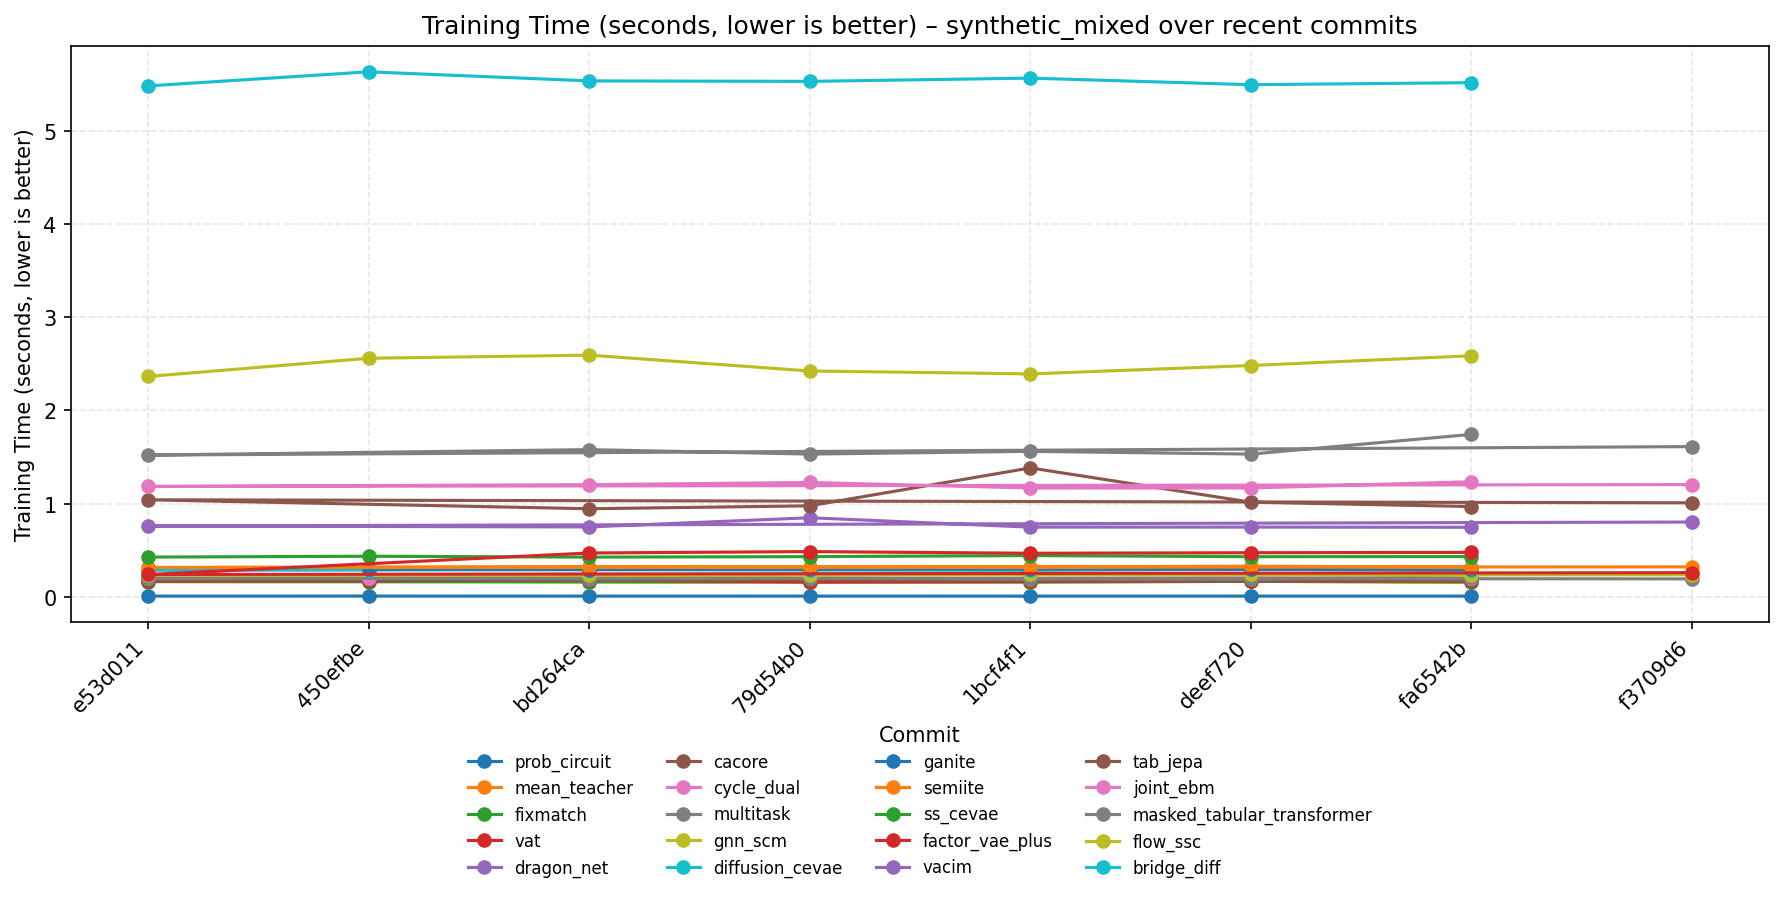 Training Time (seconds, lower is better) – synthetic_mixed over recent commits
Training Time (seconds, lower is better)
5
4
3
2
1
0
e53d011
450efbe
bd264ca
79d54b0
1bcf4f1
deef720
fa6542b
f3709d6
Commit
prob_circuit
mean_teacher
fixmatch
vat
dragon_net
cacore
cycle_dual
multitask
gnn_scm
diffusion_cevae
ganite
semiite
ss_cevae
factor_vae_plus
vacim
tab_jepa
joint_ebm
masked_tabular_transformer
flow_ssc
bridge_diff